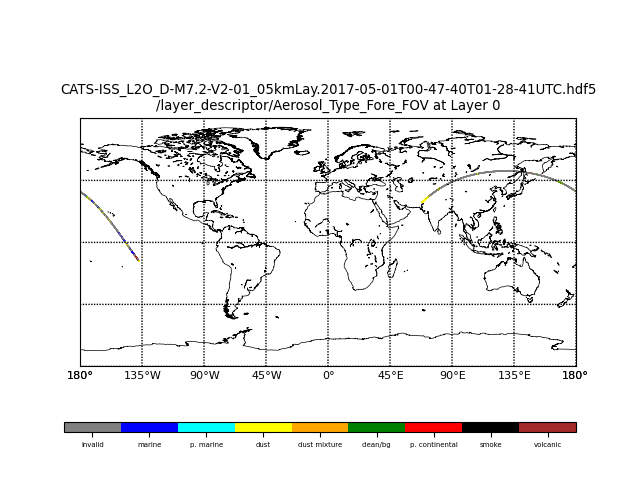 CATS-ISS_L2O_D-M7.2-V2-01_05kmLay.2017-05-01T00-47-40T01-28-41UTC.hdf5
/layer_descriptor/Aerosol_Type_Fore_FOV at Layer 0
180° 135°W 90°W 45°W 0° 45°E 90°E 135°E 180°
invalid marine p. marine dust dust mixture clean/bg p. continental smoke volcanic